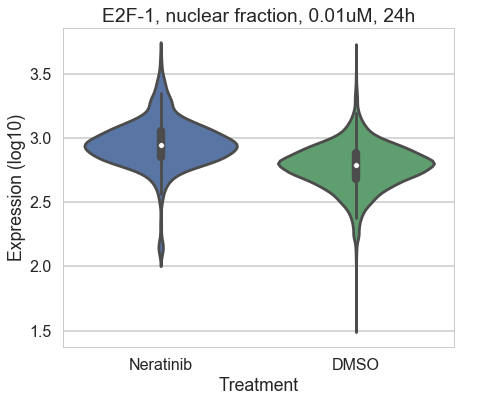 E2F-1, nuclear fraction, 0.01uM, 24h
Expression (log10)
3.5
3.0
2.5
2.0
1.5
Neratinib DMSO
Treatment